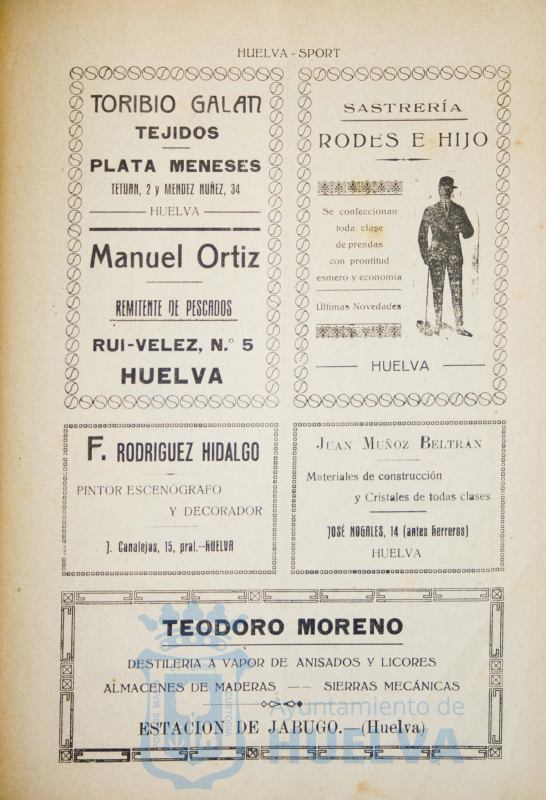 HUELVA - SPORT
TORIBIO GALAN
TEJIDOS
PLATA MENESES
TETUAN, 2 y MENDEZ NUÑEZ, 34
HUELVA
Manuel Ortiz
REMITENTE DE PESCADOS
RUI-VELEZ, N.º 5
HUELVA
SASTRERÍA
RODES E HIJO
Se confeccionan
toda clase
de prendas
con prontitud
esmero y economía
Últimas Novedades
HUELVA
F. RODRIGUEZ HIDALGO
PINTOR ESCENÓGRAFO
Y DECORADOR
J. Canalejas, 15, pral.--HUELVA
JUAN MUÑOZ BELTRÁN
Materiales de construcción
y Cristales de todas clases
JOSÉ NOGALES, 14 (antes Herreros)
HUELVA
TEODORO MORENO
DESTILERIA A VAPOR DE ANISADOS Y LICORES
ALMACENES DE MADERAS -- SIERRAS MECÁNICAS
ESTACION DE JABUGO.—(Huelva)
Ayuntamiento de
HUELVA